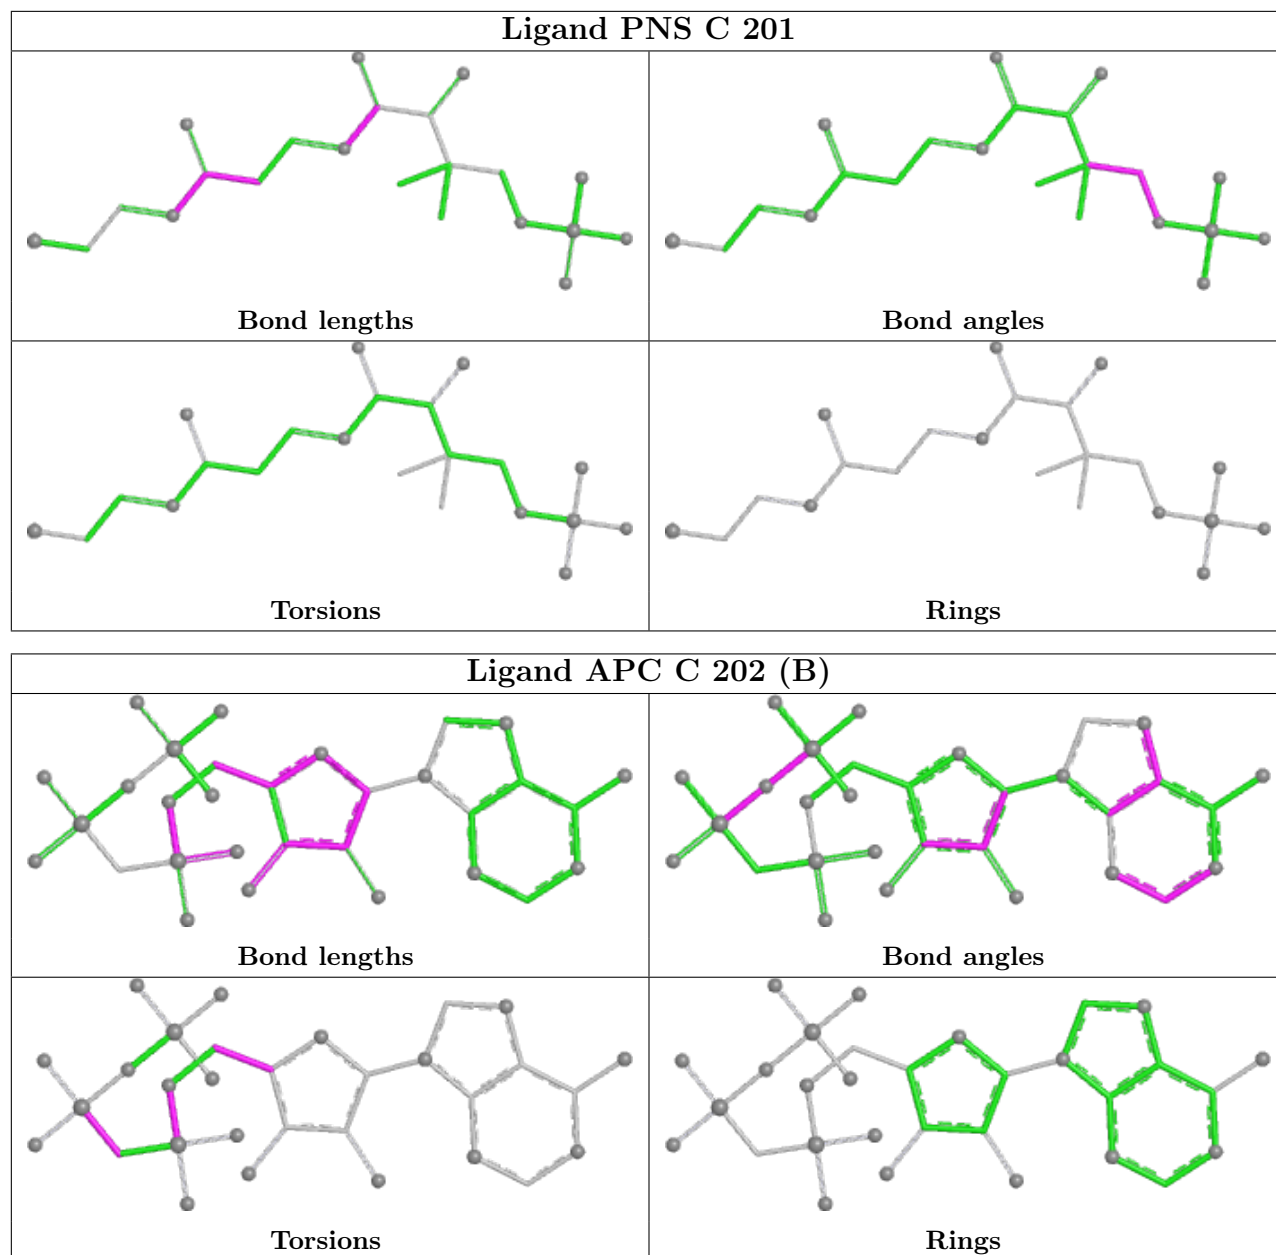 Ligand PNS C 201
Bond lengths
Bond angles
Torsions
Rings
Ligand APC C 202 (B)
Bond lengths
Bond angles
Torsions
Rings